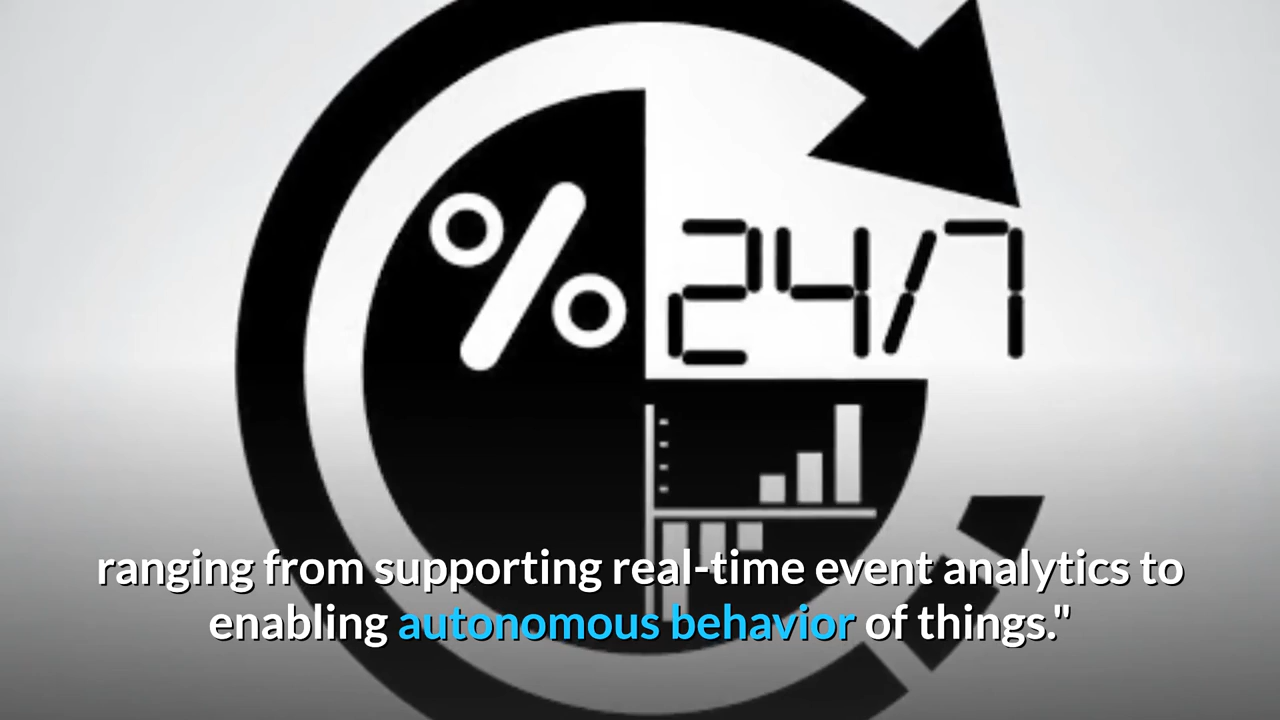 %
24/7
ranging from supporting real-time event analytics to
enabling autonomous behavior of things."